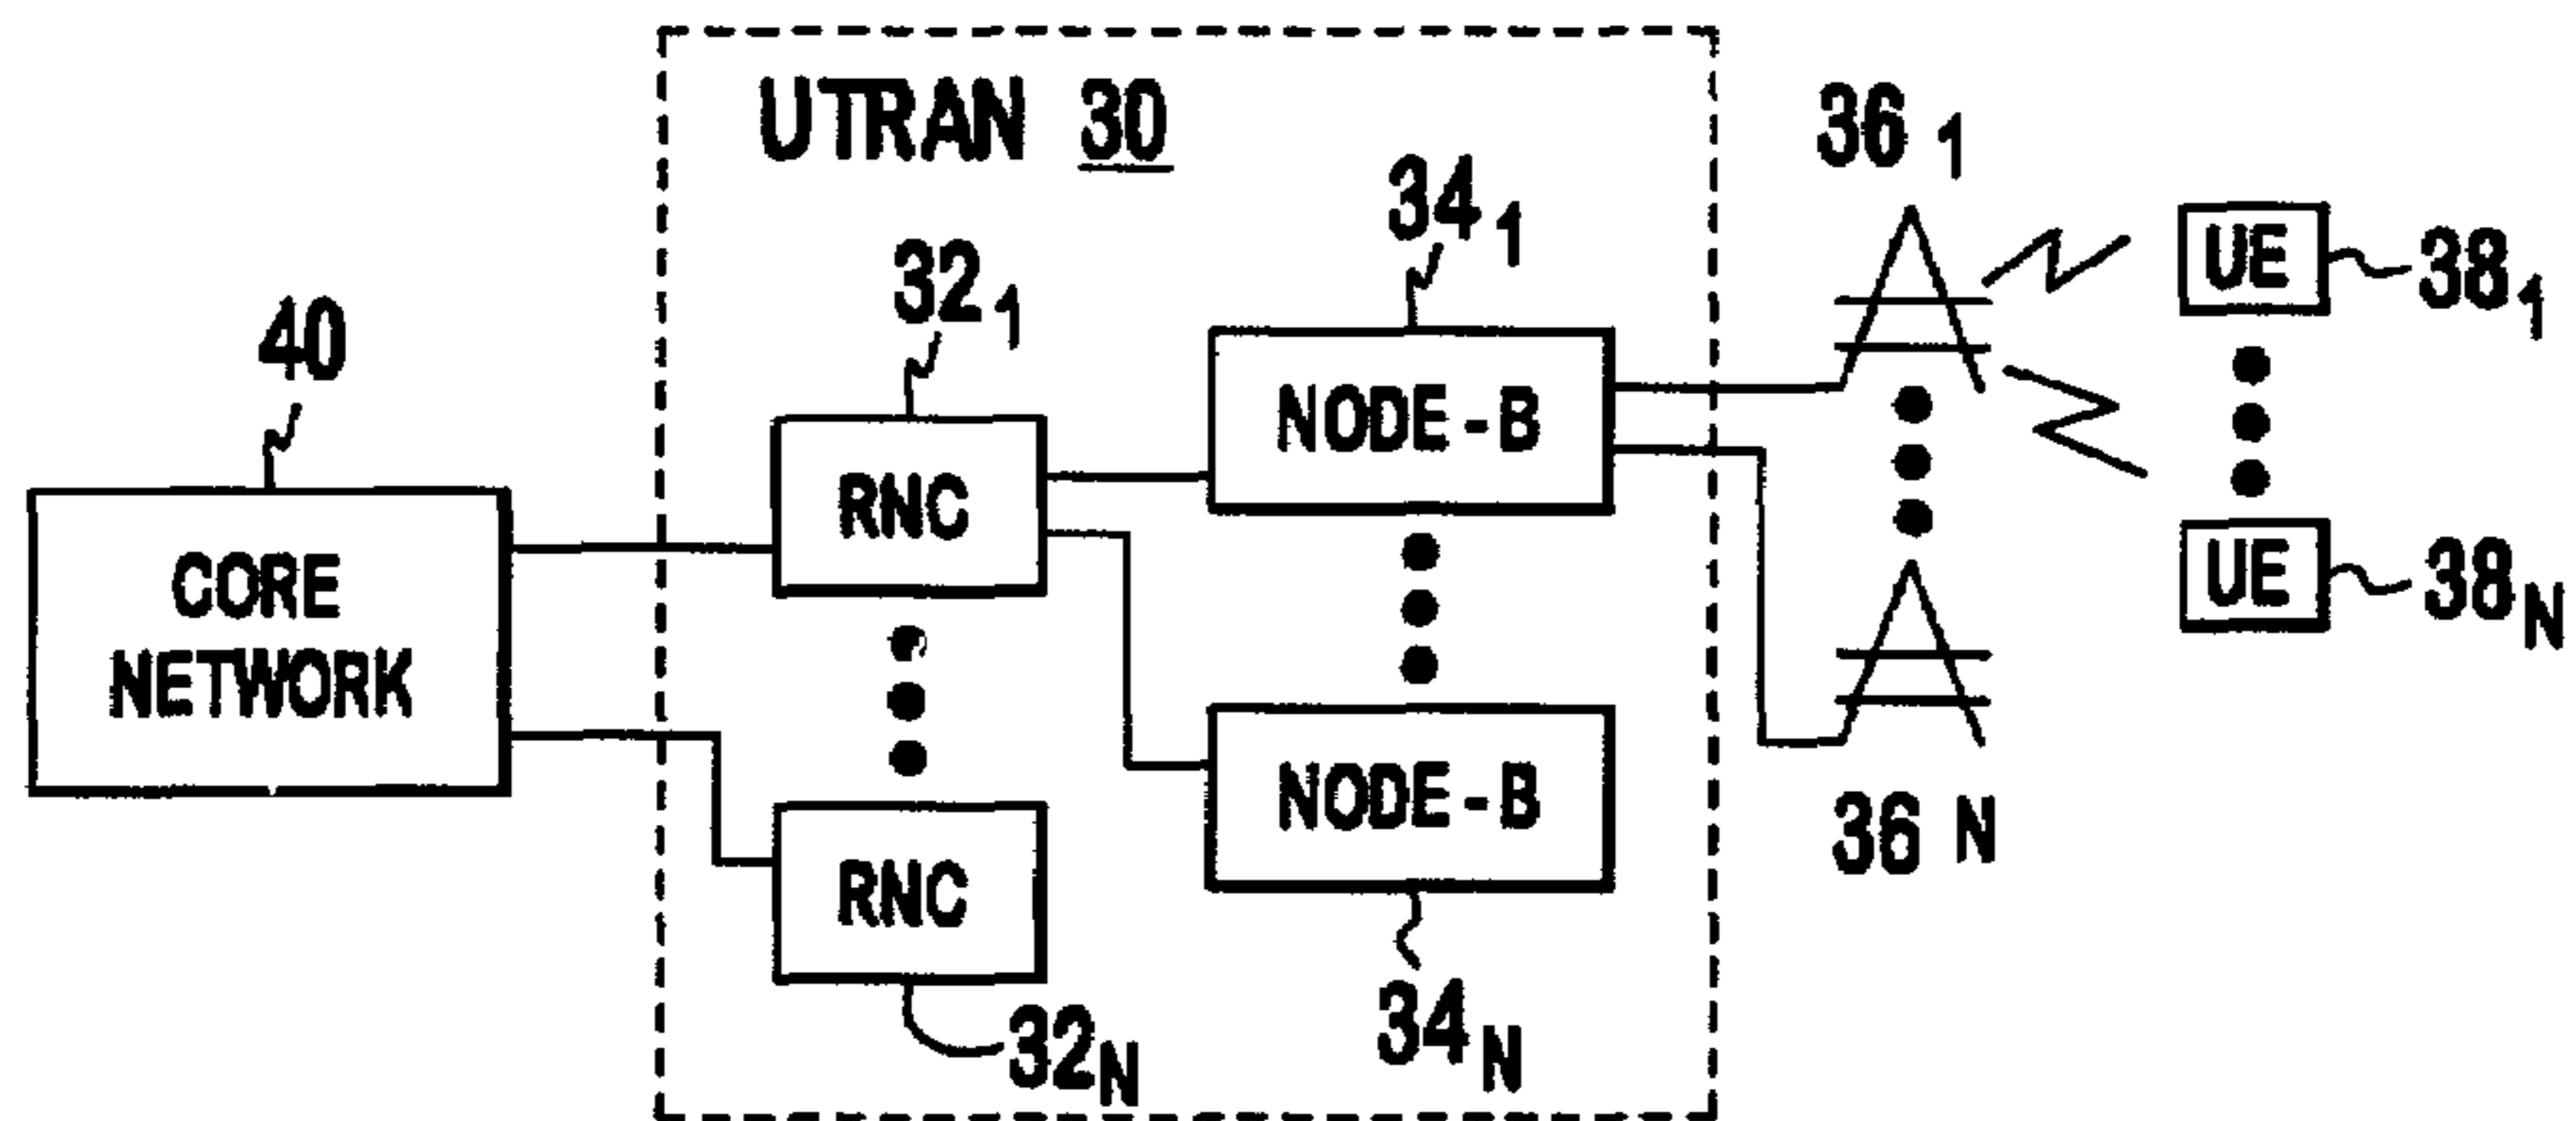 UTRAN 30
36 1
34 1
32 1
38 1
40
UE
NODE - B
RNC
CORE
NETWORK
UE
38 N
NODE - B
36 N
RNC
34 N
32 N